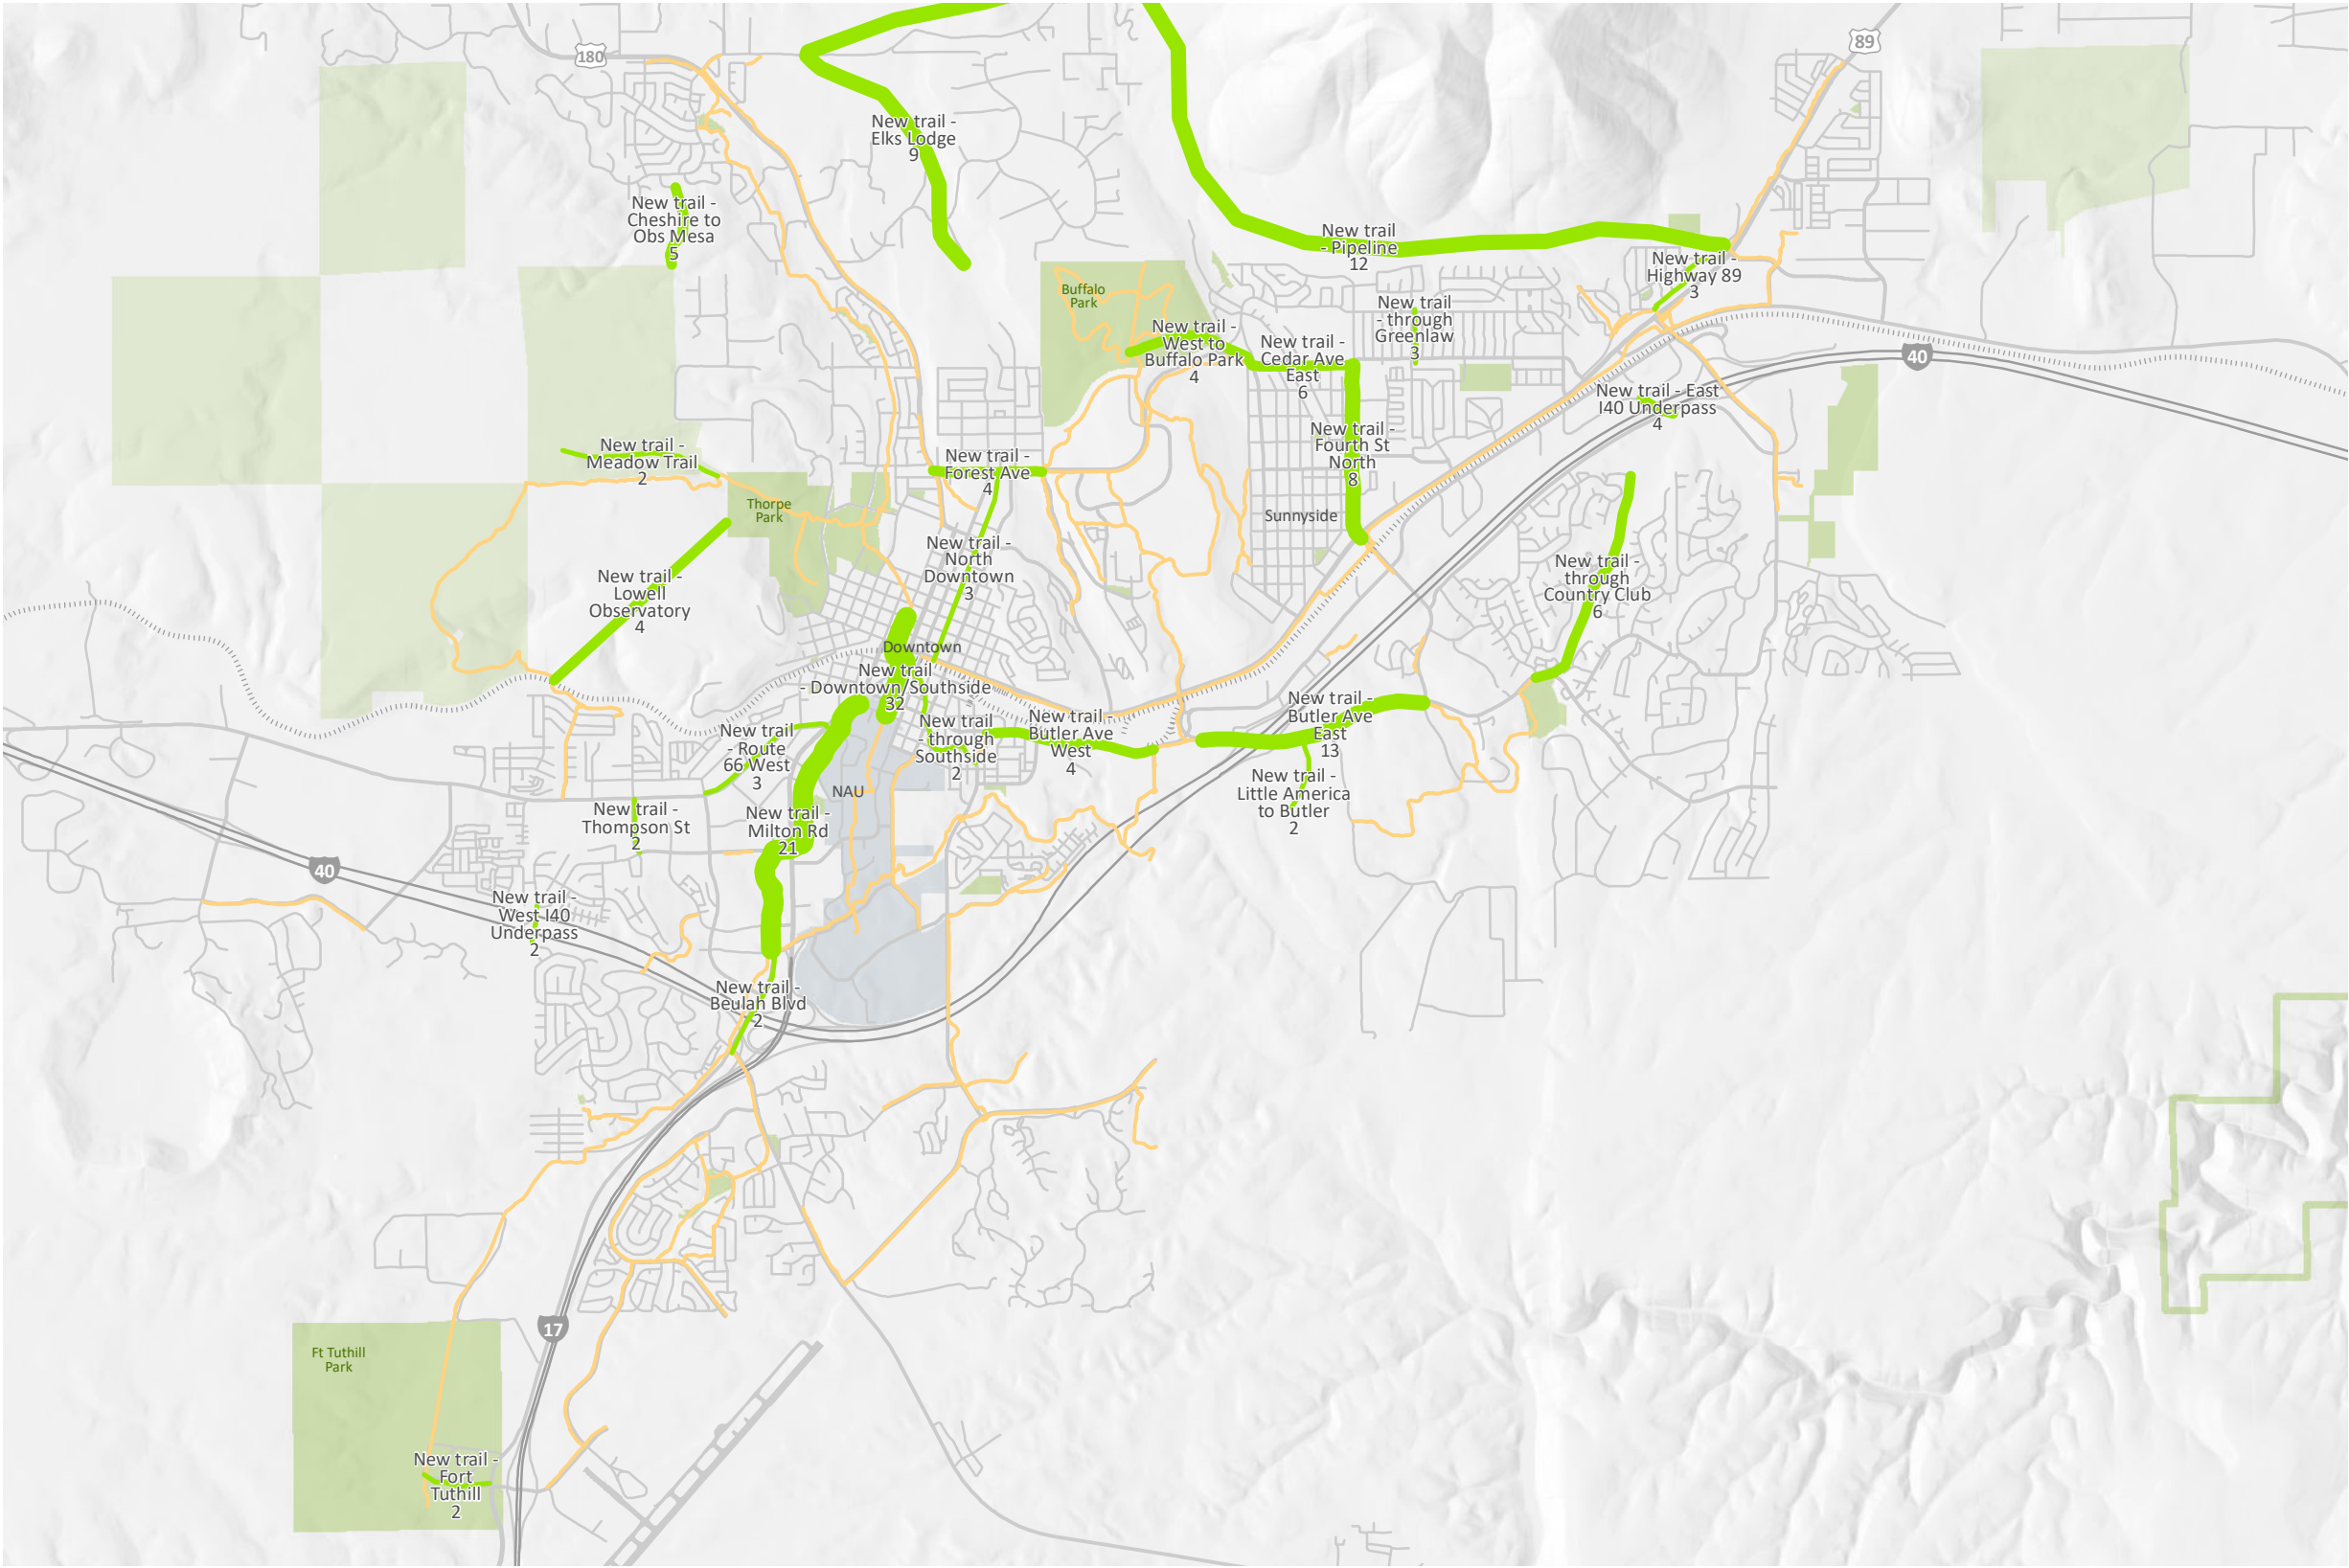 180
89
New trail -
Elks Lodge
9
New trail -
Cheshire to
Obs Mesa
5
New trail
- Pipeline
12
New trail -
Highway 89
3
Buffalo
Park
New trail
- through
Greenlaw
3
New trail -
West to
Buffalo Park
4
New trail -
Cedar Ave
East
6
40
New trail - East
I40 Underpass
4
New trail -
Fourth St
North
8
New trail -
Meadow Trail
2
New trail -
Forest Ave
4
Thorpe
Park
Sunnyside
New trail -
North
Downtown
3
New trail -
through
Country Club
6
New trail -
Lowell
Observatory
4
Downtown
New trail
- Downtown/Southside
32
New trail -
Butler Ave
East
13
New trail -
Butler Ave
West
4
New trail
- through
Southside
2
New trail
- Route
66 West
3
NAU
New trail -
Little America
to Butler
2
New trail -
Thompson St
2
New trail -
Milton Rd
21
40
New trail -
West I40
Underpass
2
New trail -
Beulah Blvd
2
17
Ft Tuthill
Park
New trail -
Fort
Tuthill
2